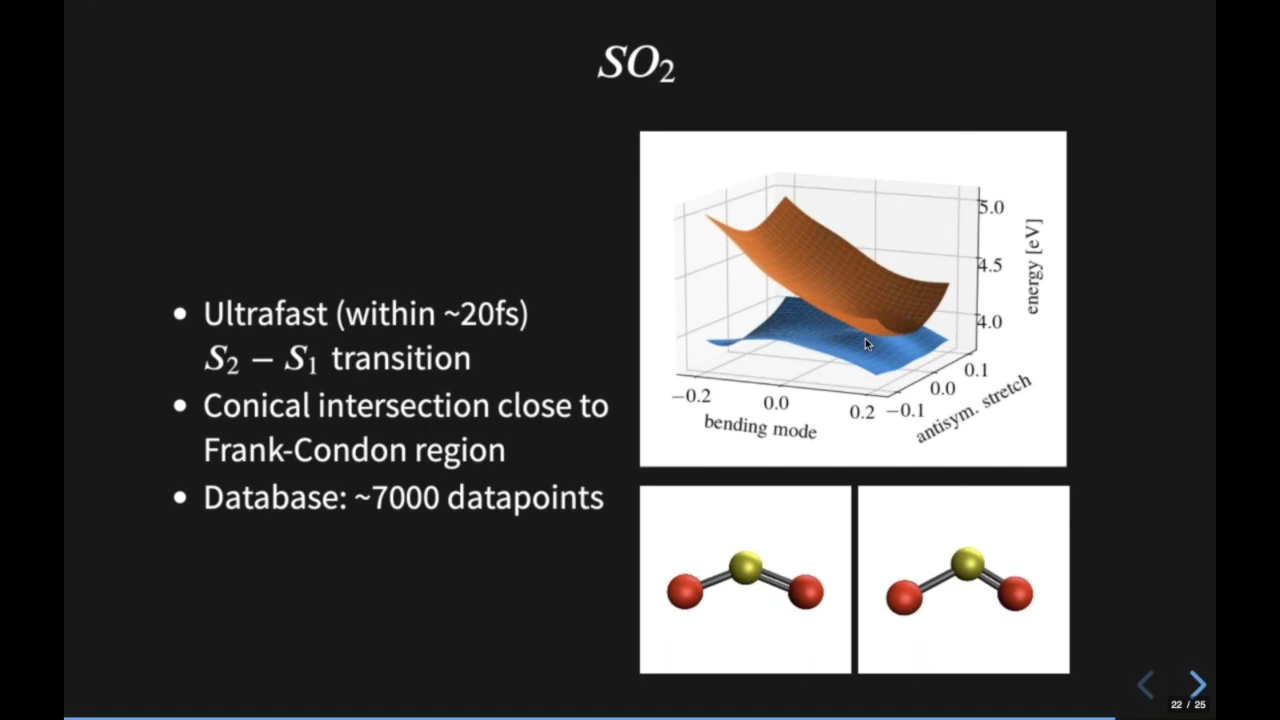 SO₂
• Ultrafast (within ~20fs)
S₂ − S₁ transition
• Conical intersection close to
Frank-Condon region
• Database: ~7000 datapoints
5.0
4.5
4.0
energy [eV]
−0.2
0.0
0.2
bending mode
−0.1
0.0
0.1
antisym. stretch
22 / 25